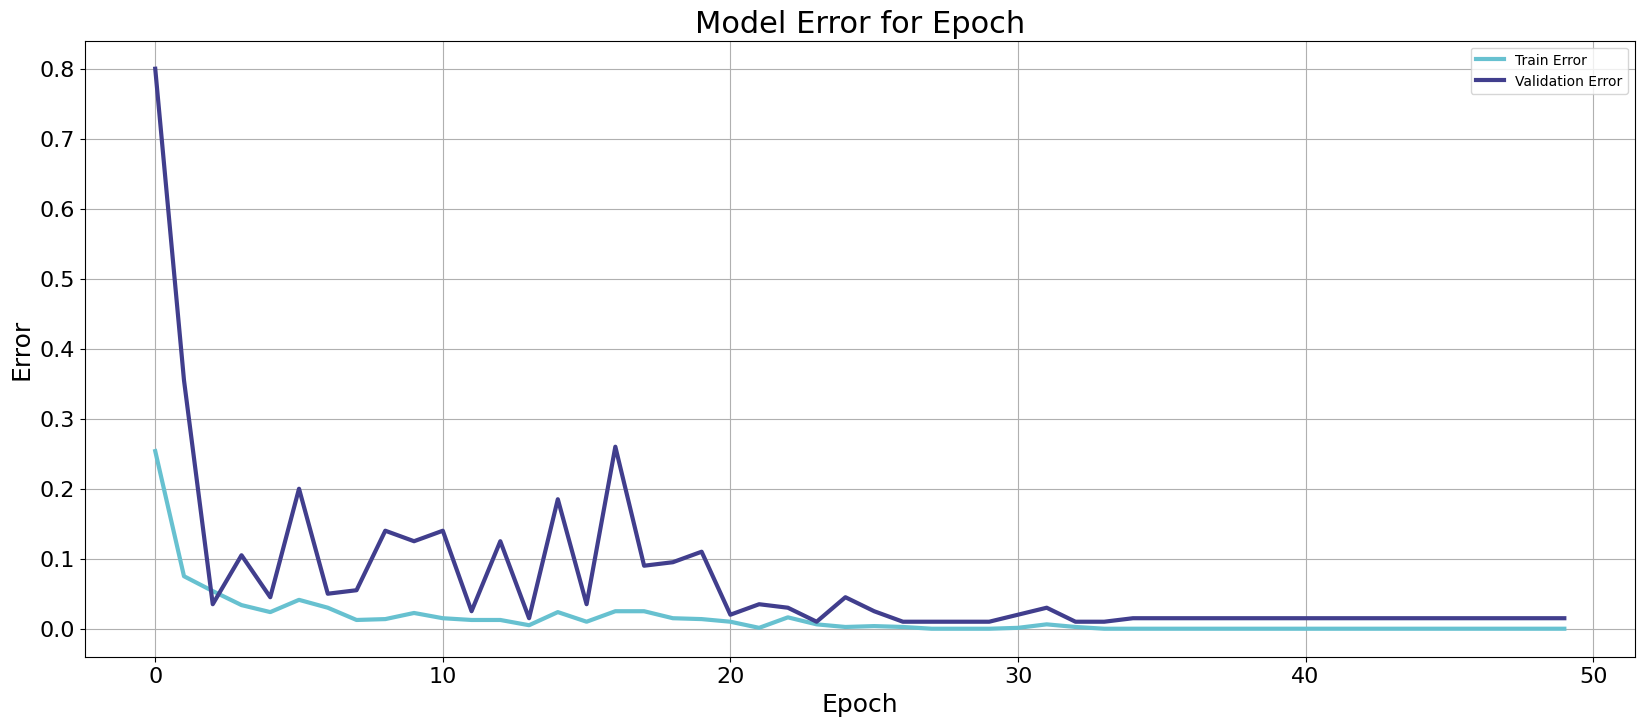 Model Error for Epoch
Train Error
Validation Error
0.8
0.7
0.6
0.5
0.4
0.3
0.2
0.1
0.0
Error
0 10 20 30 40 50
Epoch